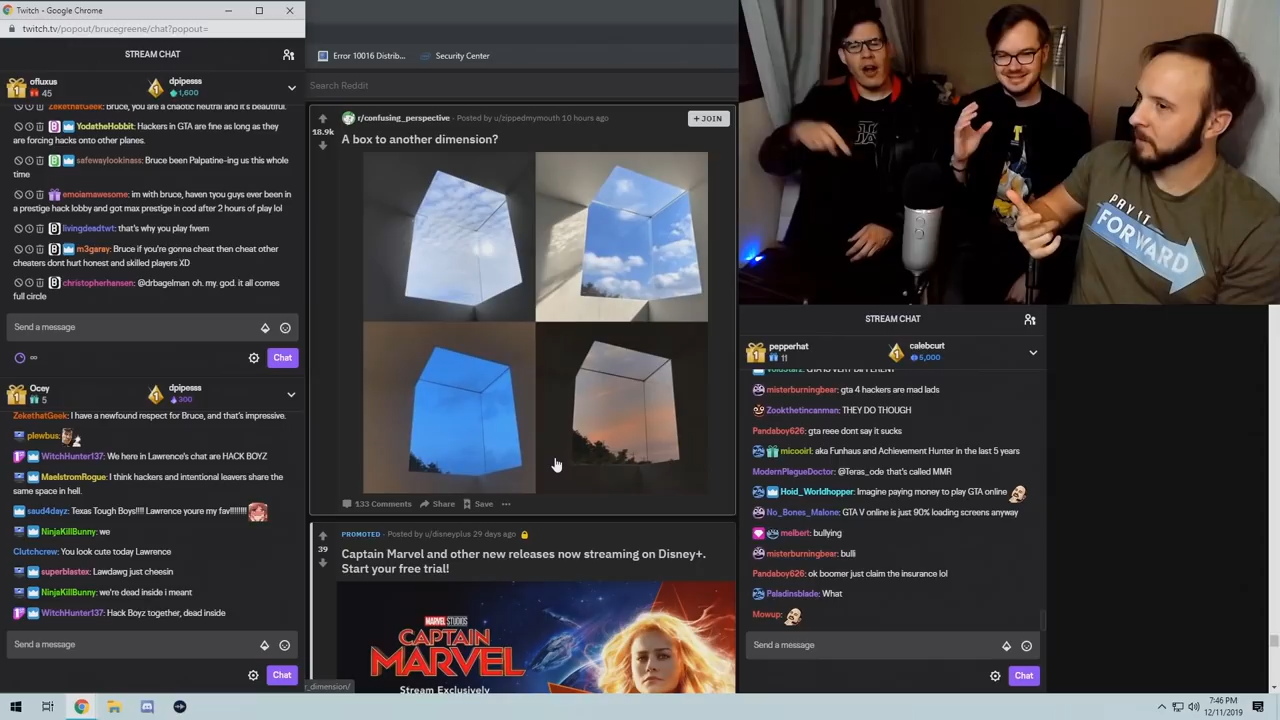 Twitch - Google Chrome
twitch.tv/popout/brucegreene/chat?popout=
STREAM CHAT
ofluxus
45
dpipesss
1,600
ZekethatGeek: Bruce, you are a chaotic neutral and it's beautiful.
YodatheHobbit: Hackers in GTA are fine as long as they
are forcing hacks onto other planes.
safewaylookinass: Bruce been Palpatine-ing us this whole
time
emoiamawesome: im with bruce, haven tyou guys ever been in
a prestige hack lobby and got max prestige in cod after 2 hours of play lol
livingdeadtwt: that's why you play fivem
m3garay: Bruce if you're gonna cheat then cheat other
cheaters dont hurt honest and skilled players XD
christopherhansen: @drbagelman oh. my. god. it all comes
full circle
Send a message
∞
Chat
Ocey
5
dpipesss
300
ZekethatGeek: I have a newfound respect for Bruce, and that's impressive.
plewbus:
WitchHunter137: We here in Lawrence's chat are HACK BOYZ
MaelstromRogue: I think hackers and intentional leavers share the
same space in hell.
saud4dayz: Texas Tough Boys!!!! Lawrence youre my fav!!!!!!!!
NinjaKillBunny: we
Clutchcrew: You look cute today Lawrence
superblastex: Lawdawg just cheesin
NinjaKillBunny: we're dead inside i meant
WitchHunter137: Hack Boyz together, dead inside
Send a message
Chat
Error 10016 Distrib...
Security Center
Search Reddit
18.9k
r/confusing_perspective • Posted by u/zippedmymouth 10 hours ago
+ JOIN
A box to another dimension?
133 Comments
Share
Save
...
39
PROMOTED • Posted by u/disneyplus 29 days ago
Captain Marvel and other new releases now streaming on Disney+.
Start your free trial!
MARVEL STUDIOS
CAPTAIN
MARVEL
Stream Exclusively
r_dimension/
PRY IT
FORWARD
STREAM CHAT
pepperhat
11
calebcurt
5,000
misterburningbear: gta 4 hackers are mad lads
Zookthetincanman: THEY DO THOUGH
Pandaboy626: gta reee dont say it sucks
micooirl: aka Funhaus and Achievement Hunter in the last 5 years
ModernPlagueDoctor: @Teras_ode that's called MMR
Hoid_Worldhopper: Imagine paying money to play GTA online
No_Bones_Malone: GTA V online is just 90% loading screens anyway
melbert: bullying
misterburningbear: bulli
Pandaboy626: ok boomer just claim the insurance lol
Paladinsblade: What
Mowup:
Send a message
Chat
7:46 PM
12/11/2019